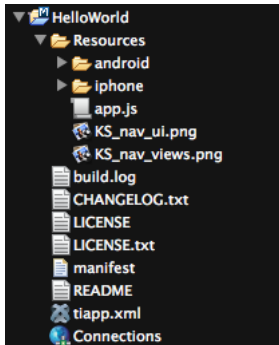 HelloWorld
Resources
android
iphone
app.js
KS_nav_ui.png
KS_nav_views.png
build.log
CHANGELOG.txt
LICENSE
LICENSE.txt
manifest
README
tiapp.xml
Connections